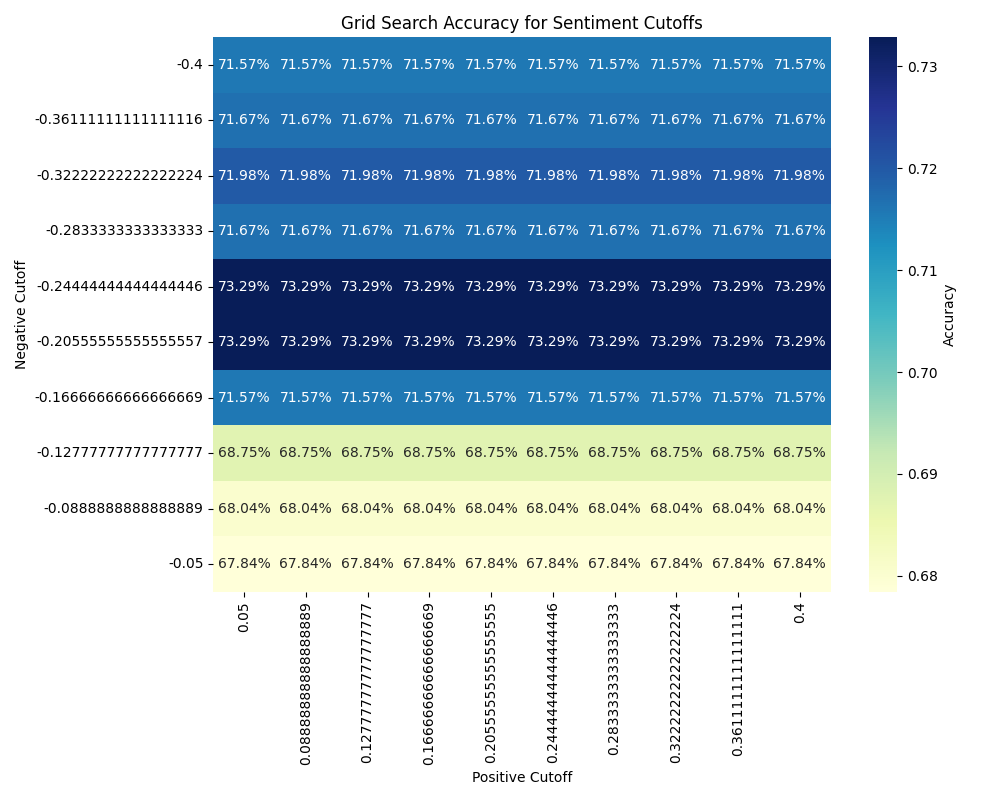 Grid Search Accuracy for Sentiment Cutoffs
-0.4 71.57% 71.57% 71.57% 71.57% 71.57% 71.57% 71.57% 71.57% 71.57% 71.57%
-0.36111111111111116 71.67% 71.67% 71.67% 71.67% 71.67% 71.67% 71.67% 71.67% 71.67% 71.67%
-0.32222222222222224 71.98% 71.98% 71.98% 71.98% 71.98% 71.98% 71.98% 71.98% 71.98% 71.98%
-0.2833333333333333 71.67% 71.67% 71.67% 71.67% 71.67% 71.67% 71.67% 71.67% 71.67% 71.67%
-0.24444444444444446 73.29% 73.29% 73.29% 73.29% 73.29% 73.29% 73.29% 73.29% 73.29% 73.29%
-0.20555555555555557 73.29% 73.29% 73.29% 73.29% 73.29% 73.29% 73.29% 73.29% 73.29% 73.29%
-0.16666666666666669 71.57% 71.57% 71.57% 71.57% 71.57% 71.57% 71.57% 71.57% 71.57% 71.57%
-0.12777777777777777 68.75% 68.75% 68.75% 68.75% 68.75% 68.75% 68.75% 68.75% 68.75% 68.75%
-0.0888888888888889 68.04% 68.04% 68.04% 68.04% 68.04% 68.04% 68.04% 68.04% 68.04% 68.04%
-0.05 67.84% 67.84% 67.84% 67.84% 67.84% 67.84% 67.84% 67.84% 67.84% 67.84%
Negative Cutoff
0.05
0.08888888888888889
0.12777777777777777
0.16666666666666669
0.20555555555555555
0.24444444444444446
0.2833333333333333
0.32222222222222224
0.3611111111111111
0.4
Positive Cutoff
0.73
0.72
0.71
0.70
0.69
0.68
Accuracy